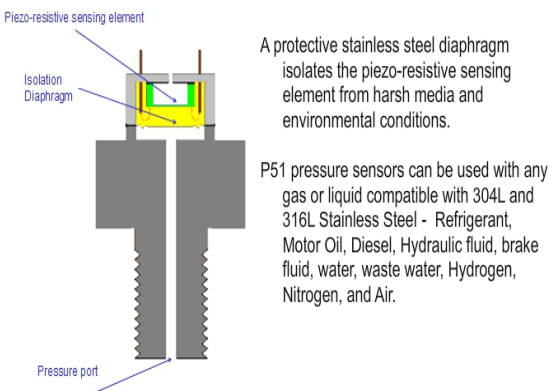 Piezo-resistive sensing element
Isolation
Diaphragm
Pressure port
A protective stainless steel diaphragm
isolates the piezo-resistive sensing
element from harsh media and
environmental conditions.
P51 pressure sensors can be used with any
gas or liquid compatible with 304L and
316L Stainless Steel - Refrigerant,
Motor Oil, Diesel, Hydraulic fluid, brake
fluid, water, waste water, Hydrogen,
Nitrogen, and Air.